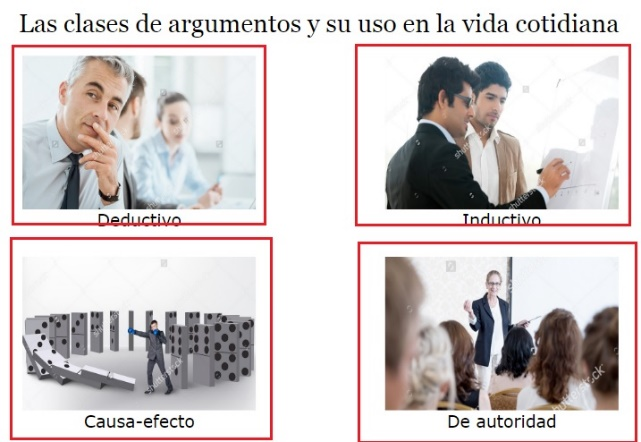 Las clases de argumentos y su uso en la vida cotidiana
Deductivo
Inductivo
Causa-efecto
De autoridad